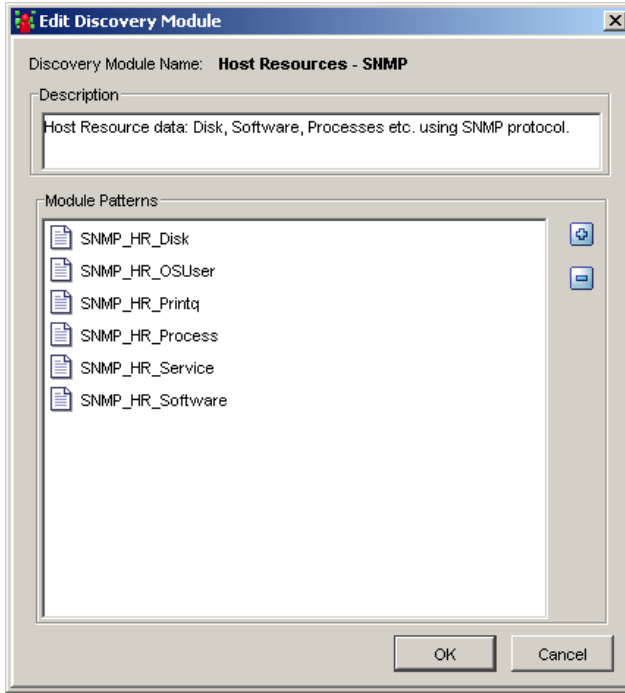 Edit Discovery Module
Discovery Module Name: Host Resources - SNMP
Description
Host Resource data: Disk, Software, Processes etc. using SNMP protocol.
Module Patterns
SNMP_HR_Disk
SNMP_HR_OSUser
SNMP_HR_Printq
SNMP_HR_Process
SNMP_HR_Service
SNMP_HR_Software
OK Cancel